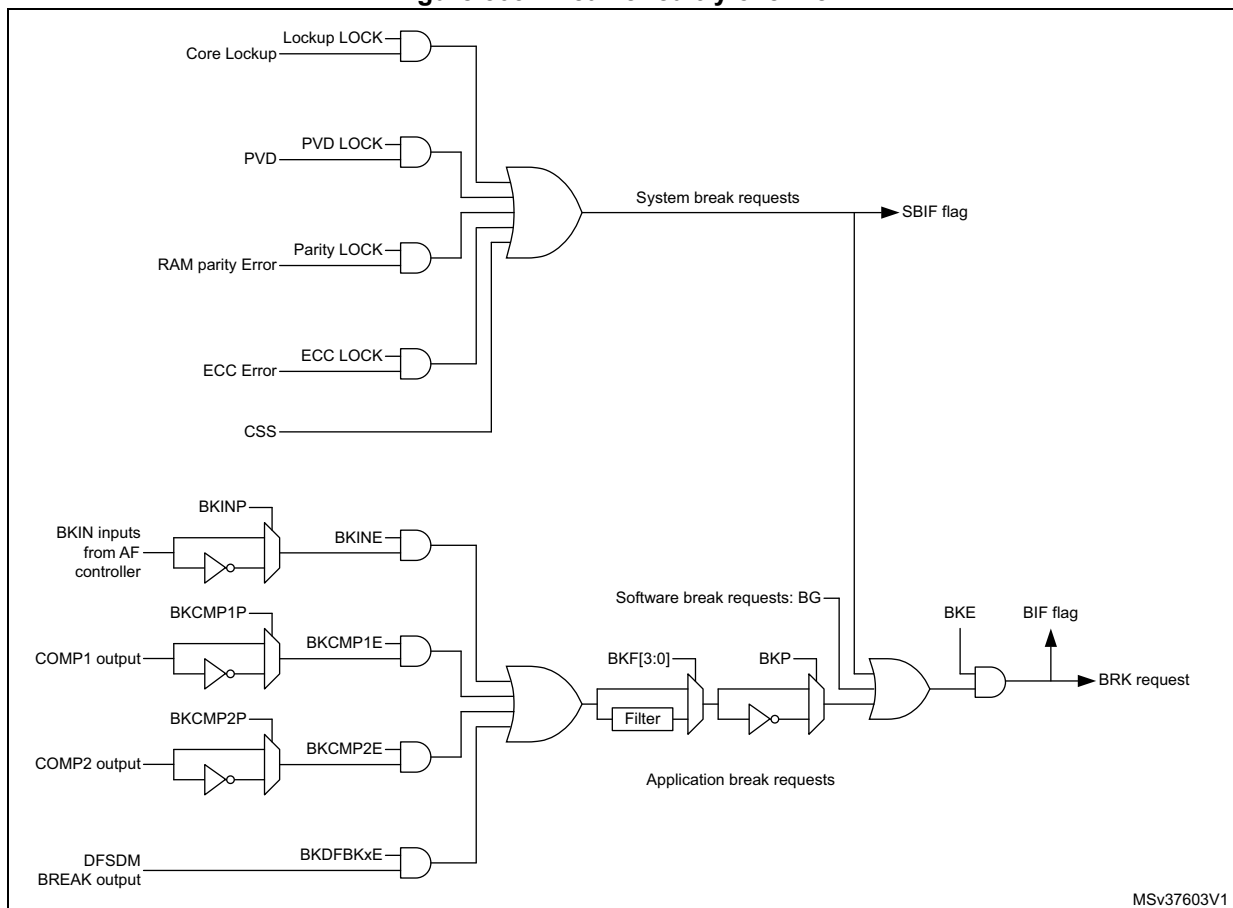 Lockup LOCK
Core Lockup
PVD LOCK
PVD
System break requests
SBIF flag
Parity LOCK
RAM parity Error
ECC LOCK
ECC Error
CSS
BKINP
BKIN inputs
from AF
controller
BKINE
Software break requests: BG
BKE
BIF flag
BKCMP1P
BKCMP1E
COMP1 output
BKF[3:0]
BKP
BRK request
Filter
BKCMP2P
BKCMP2E
COMP2 output
Application break requests
DFSDM
BREAK output
BKDFBKxE
MSv37603V1